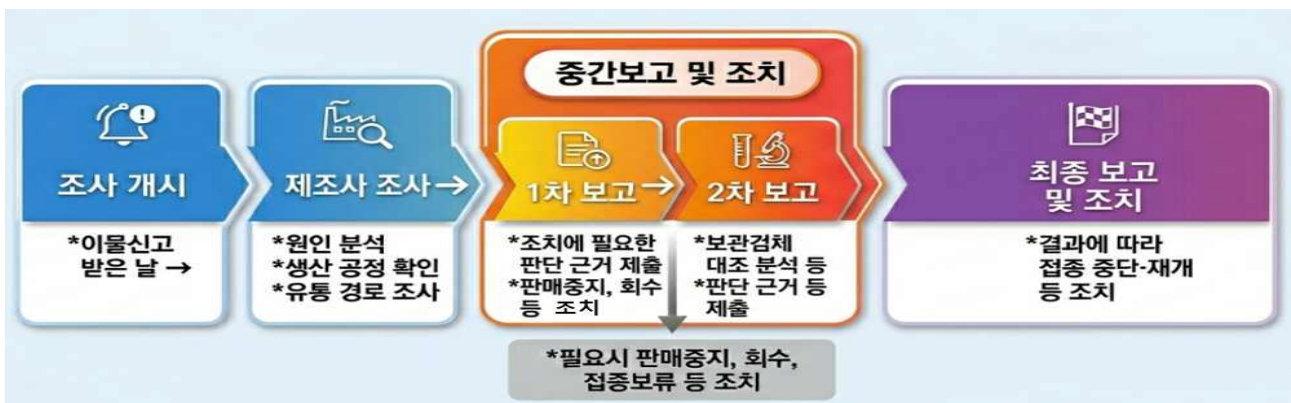 중간보고 및 조치
조사 개시
*이물신고
받은 날 →
제조사 조사→
*원인 분석
*생산 공정 확인
*유통 경로 조사
1차 보고→
*조치에 필요한
판단 근거 제출
*판매중지, 회수
등 조치
2차 보고
*보관검체
대조 분석 등
*판단 근거 등
제출
*필요시 판매중지, 회수,
접종보류 등 조치
최종 보고
및 조치
*결과에 따라
접종 중단-재개
등 조치